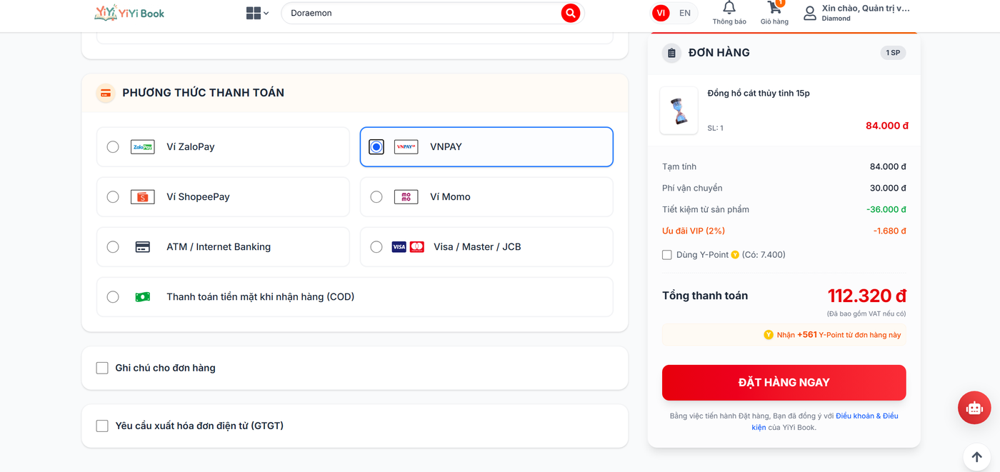 YiYi YiYi Book
Doraemon
VI EN
Thông báo
1
Giỏ hàng
Xin chào, Quản trị v...
Diamond
PHƯƠNG THỨC THANH TOÁN
ZaloPay Ví ZaloPay
VNPAY VNPAY
S Ví ShopeePay
mo mo Ví Momo
ATM / Internet Banking
VISA Visa / Master / JCB
Thanh toán tiền mặt khi nhận hàng (COD)
Ghi chú cho đơn hàng
Yêu cầu xuất hóa đơn điện tử (GTGT)
ĐƠN HÀNG 1 SP
Đồng hồ cát thủy tinh 15p
SL: 1 84.000 đ
Tạm tính 84.000 đ
Phí vận chuyển 30.000 đ
Tiết kiệm từ sản phẩm -36.000 đ
Ưu đãi VIP (2%) -1.680 đ
Dùng Y-Point Y (Có: 7.400)
Tổng thanh toán 112.320 đ
(Đã bao gồm VAT nếu có)
Y Nhận +561 Y-Point từ đơn hàng này
ĐẶT HÀNG NGAY
Bằng việc tiến hành Đặt hàng, Bạn đã đồng ý với Điều khoản & Điều
kiện của YiYi Book.